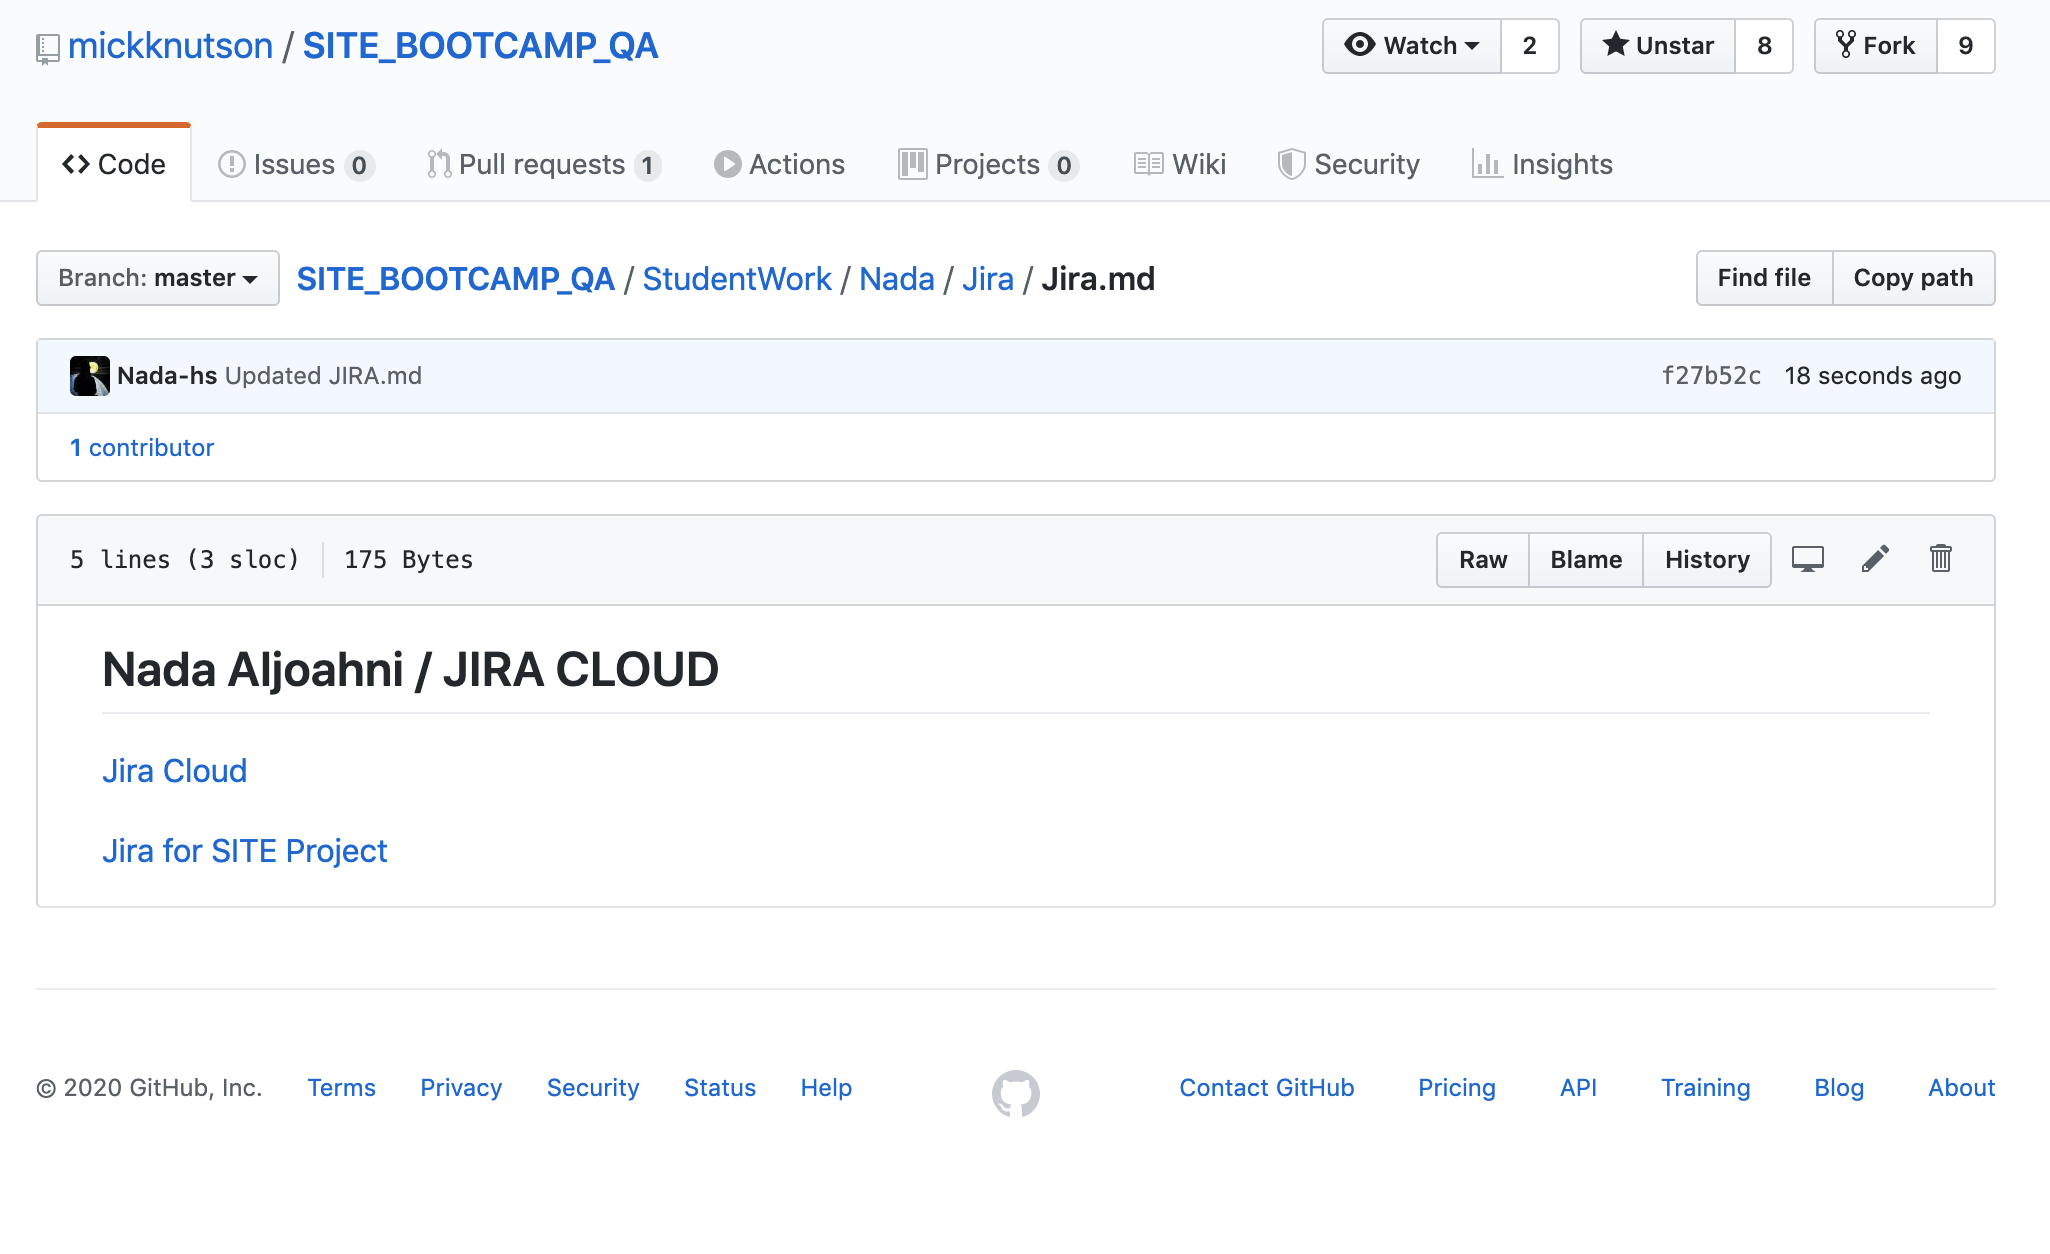 mickknutson / SITE_BOOTCAMP_QA
Watch 2
Unstar 8
Fork 9
Code
Issues 0
Pull requests 1
Actions
Projects 0
Wiki
Security
Insights
Branch: master
SITE_BOOTCAMP_QA / StudentWork / Nada / Jira / Jira.md
Find file
Copy path
Nada-hs Updated JIRA.md
f27b52c 18 seconds ago
1 contributor
5 lines (3 sloc)
175 Bytes
Raw
Blame
History
Nada Aljoahni / JIRA CLOUD
Jira Cloud
Jira for SITE Project
© 2020 GitHub, Inc.
Terms
Privacy
Security
Status
Help
Contact GitHub
Pricing
API
Training
Blog
About